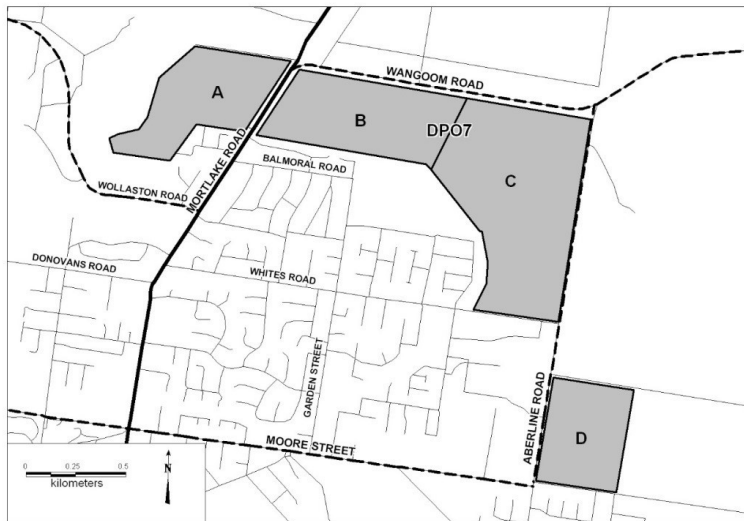 WANGOOM ROAD
A
B
DPO7
MORTLAKE ROAD
BALMORAL ROAD
C
WOLLASTON ROAD
DONOVANS ROAD
WHITES ROAD
GARDEN STREET
ABERLINE ROAD
D
MOORE STREET
0 0.25 0.5
kilometers
N